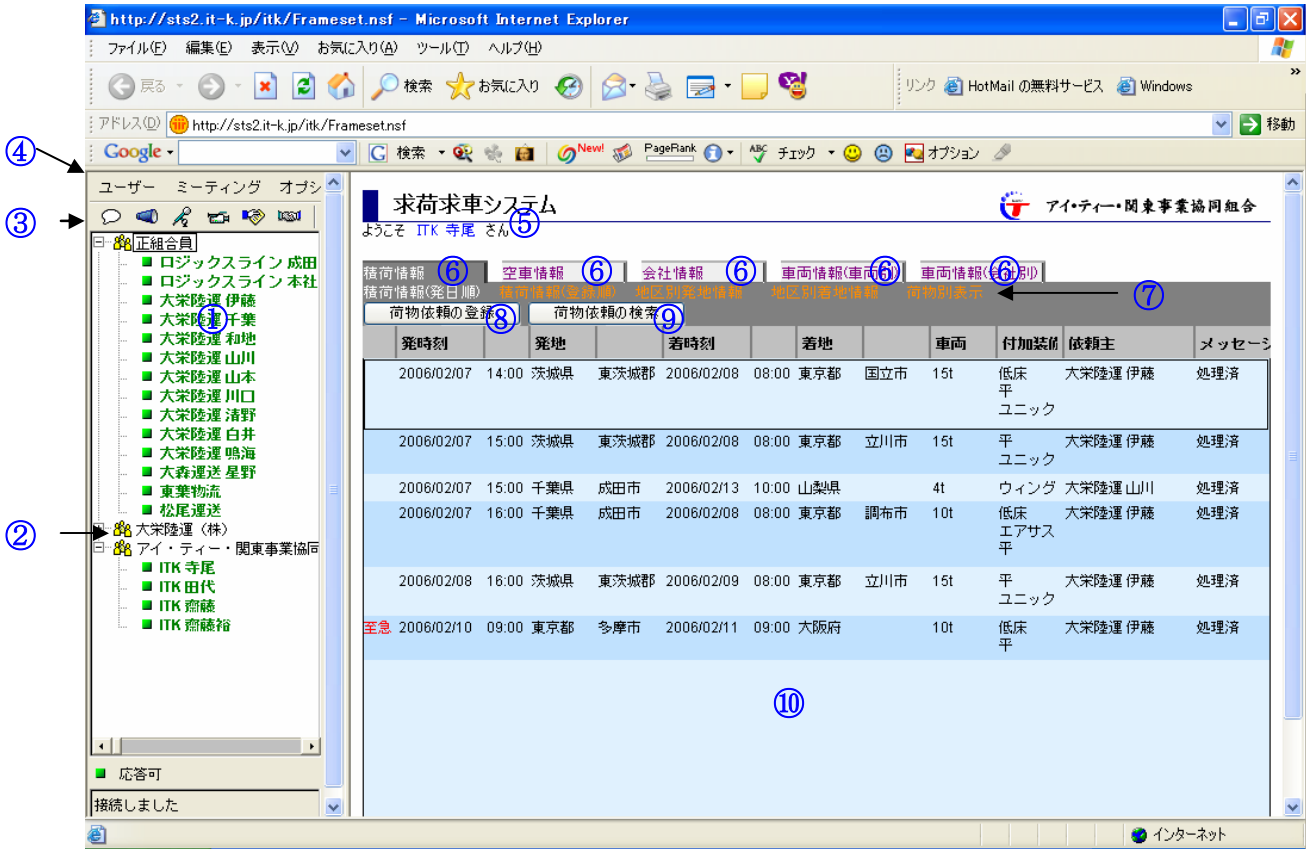 http://sts2.it-k.jp/itk/Frameset.nsf - Microsoft Internet Explorer
ファイル(F) 編集(E) 表示(V) お気に入り(A) ツール(T) ヘルプ(H)
戻る 検索 お気に入り リンク HotMail の無料サービス Windows »
アドレス(D) http://sts2.it-k.jp/itk/Frameset.nsf 移動
Google G 検索 New! PageRank ABC チェック オプション
④
ユーザー ミーティング オプシ
③
正組合員
ロジックスライン 成田
ロジックスライン 本社
大栄陸運 伊藤
大栄陸運 千葉
①
大栄陸運 和地
大栄陸運 山川
大栄陸運 山本
大栄陸運 川口
大栄陸運 清野
大栄陸運 白井
大栄陸運 鳴海
大森運送 星野
東葉物流
松尾運送
②
大栄陸運（株）
アイ・ティー・関東事業協同
ITK 寺尾
ITK 田代
ITK 齋藤
ITK 齋藤裕
応答可
接続しました
求荷求車システム
アイ・ティー・関東事業協同組合
ようこそ ITK 寺尾 さん ⑤
積荷情報 ⑥ 空車情報 ⑥ 会社情報 ⑥ 車両情報(車両別) ⑥ 車両情報(会社別) ⑥
積荷情報(発日順) 積荷情報(登録順) 地区別発地情報 地区別着地情報 荷物別表示 ⑦
荷物依頼の登録 ⑧ 荷物依頼の検索 ⑨
発時刻 発地 着時刻 着地 車両 付加装備 依頼主 メッセージ
2006/02/07 14:00 茨城県 東茨城郡 2006/02/08 08:00 東京都 国立市 15t 低床 大栄陸運 伊藤 処理済
平
ユニック
2006/02/07 15:00 茨城県 東茨城郡 2006/02/08 08:00 東京都 立川市 15t 平 大栄陸運 伊藤 処理済
ユニック
2006/02/07 15:00 千葉県 成田市 2006/02/13 10:00 山梨県 4t ウィング 大栄陸運 山川 処理済
2006/02/07 16:00 千葉県 成田市 2006/02/08 08:00 東京都 調布市 10t 低床 大栄陸運 伊藤 処理済
エアサス
平
2006/02/08 16:00 茨城県 東茨城郡 2006/02/09 08:00 東京都 立川市 15t 平 大栄陸運 伊藤 処理済
ユニック
至急 2006/02/10 09:00 東京都 多摩市 2006/02/11 09:00 大阪府 10t 低床 大栄陸運 伊藤 処理済
平
⑩
インターネット